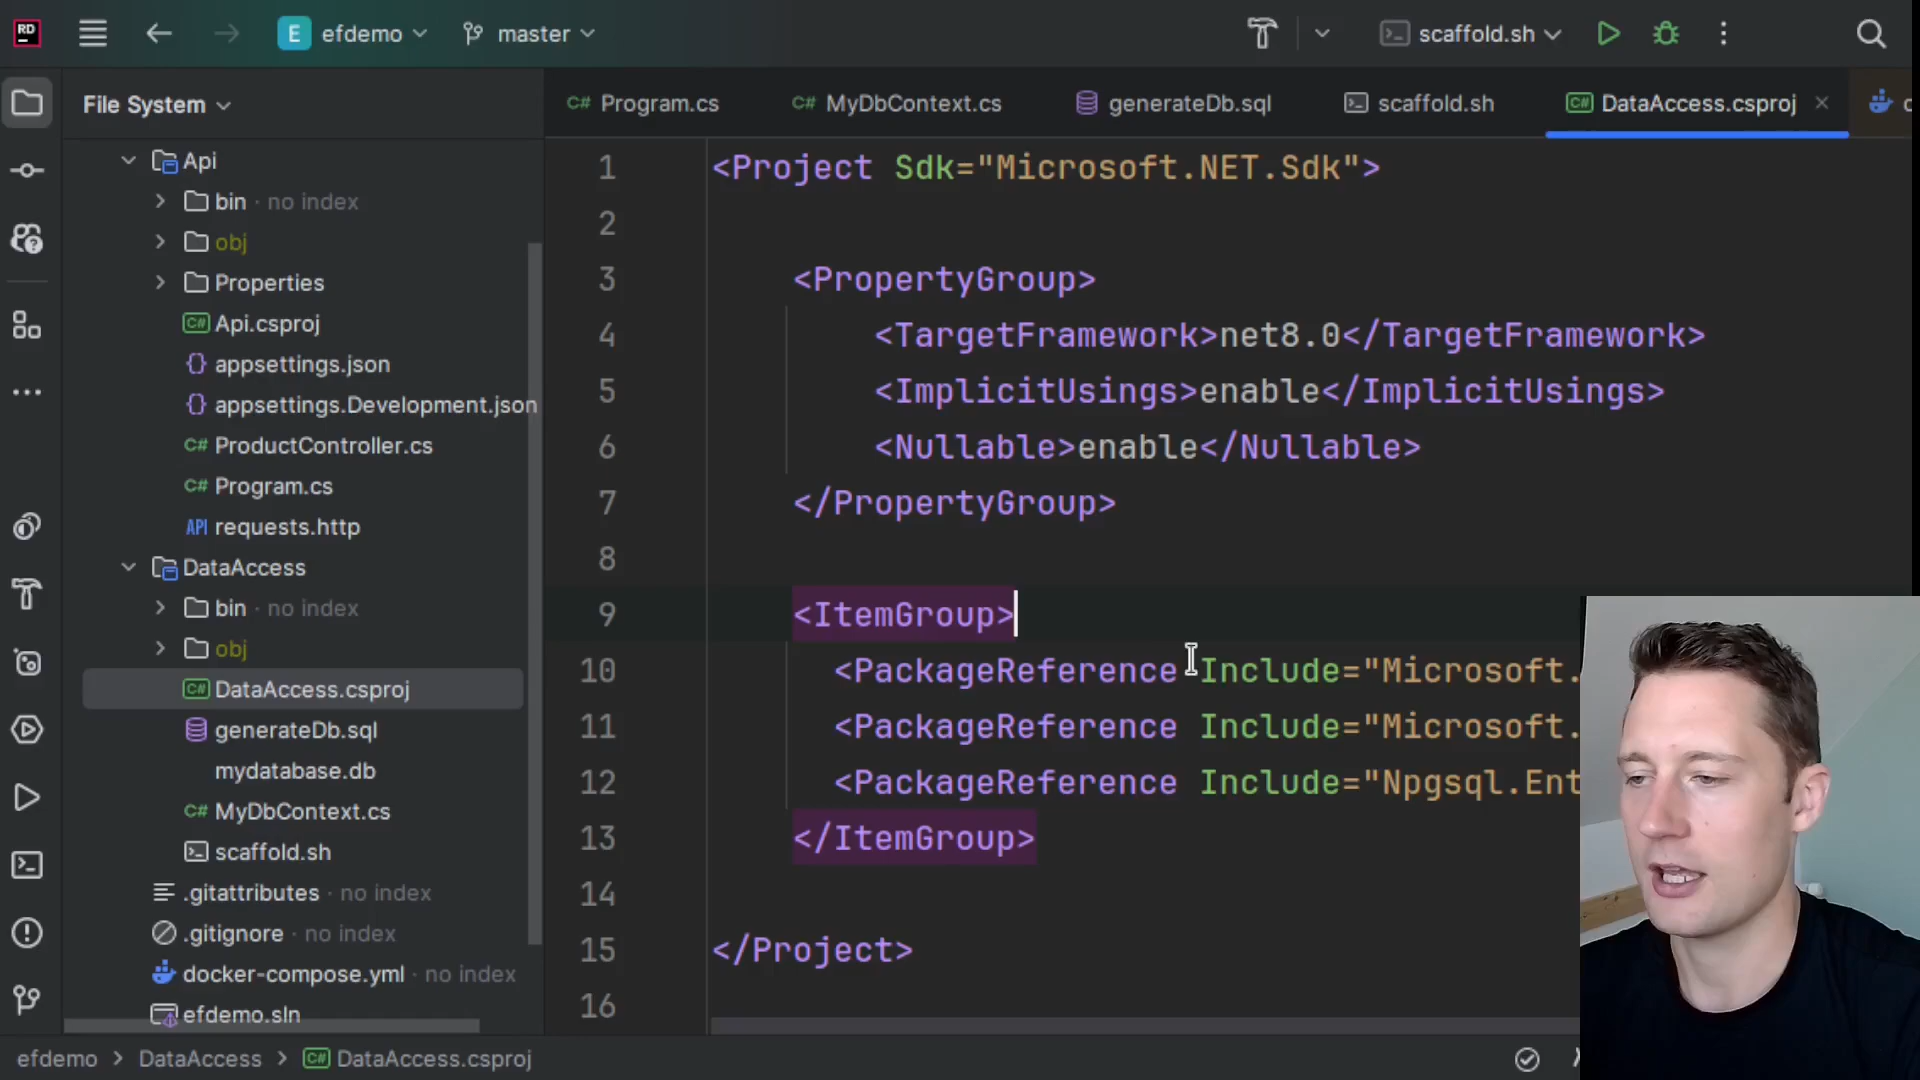 RD
E efdemo
master
scaffold.sh
File System
Program.cs
MyDbContext.cs
generateDb.sql
scaffold.sh
DataAccess.csproj
Api
bin · no index
obj
Properties
C# Api.csproj
{} appsettings.json
{} appsettings.Development.json
C# ProductController.cs
C# Program.cs
API requests.http
DataAccess
bin · no index
obj
C# DataAccess.csproj
generateDb.sql
mydatabase.db
C# MyDbContext.cs
scaffold.sh
.gitattributes · no index
.gitignore · no index
docker-compose.yml · no index
efdemo.sln
1 <Project Sdk="Microsoft.NET.Sdk">
2
3 <PropertyGroup>
4 <TargetFramework>net8.0</TargetFramework>
5 <ImplicitUsings>enable</ImplicitUsings>
6 <Nullable>enable</Nullable>
7 </PropertyGroup>
8
9 <ItemGroup>
10 <PackageReference Include="Microsoft.
11 <PackageReference Include="Microsoft.
12 <PackageReference Include="Npgsql.Ent
13 </ItemGroup>
14
15 </Project>
16
efdemo > DataAccess > C# DataAccess.csproj